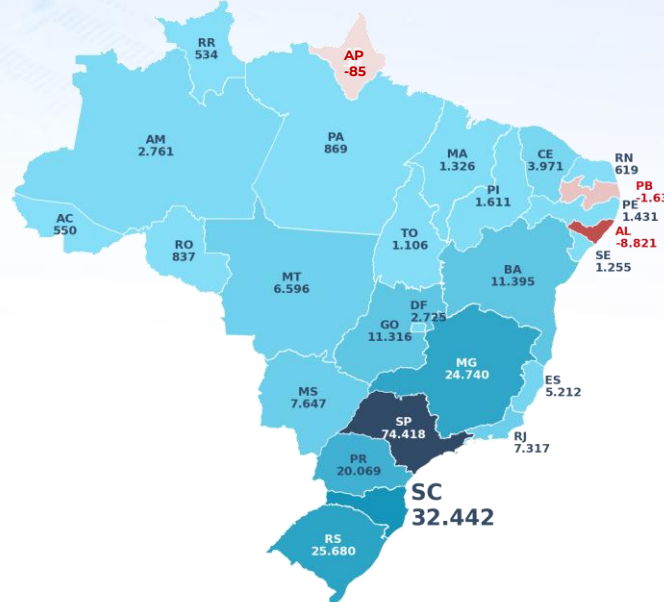 RR
534
AP
-85
AM
2.761
PA
869
MA
1.326
CE
3.971
RN
619
PI
1.611
PB
PE
1.431
AL
-8.821
SE
1.255
AC
550
RO
837
TO
1.106
MT
6.596
BA
11.395
DF
2.725
GO
11.316
MG
24.740
ES
5.212
MS
7.647
SP
74.418
RJ
7.317
PR
20.069
SC
32.442
RS
25.680